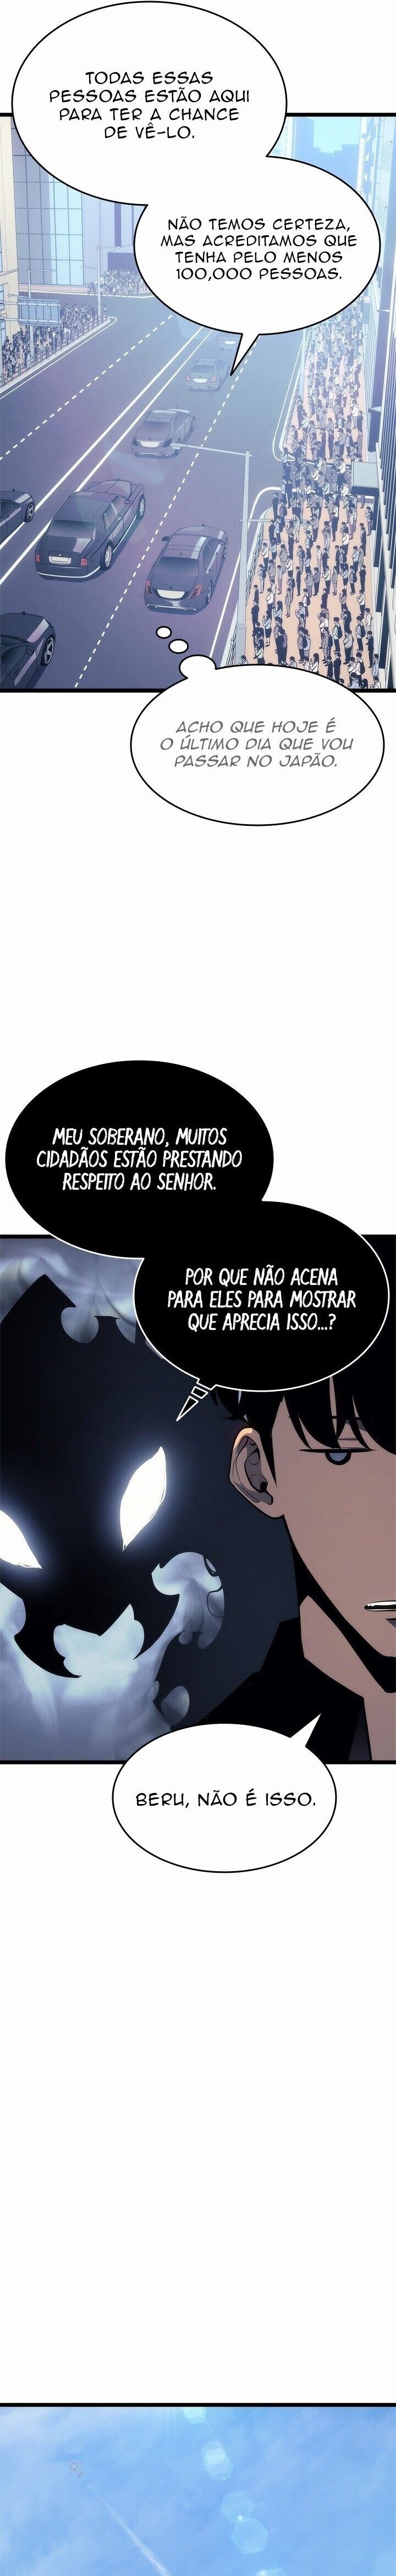 TODAS ESSAS
PESSOAS ESTÃO AQUI
PARA TER A CHANCE
DE VÊ-LO.
NÃO TEMOS CERTEZA,
MAS ACREDITAMOS QUE
TENHA PELO MENOS
100,000 PESSOAS.
ACHO QUE HOJE É
O ÚLTIMO DIA QUE VOU
PASSAR NO JAPÃO.
MEU SOBERANO, MUITOS
CIDADÃOS ESTÃO PRESTANDO
RESPEITO AO SENHOR.
POR QUE NÃO ACENA
PARA ELES PARA MOSTRAR
QUE APRECIA ISSO...?
BERU, NÃO É ISSO.